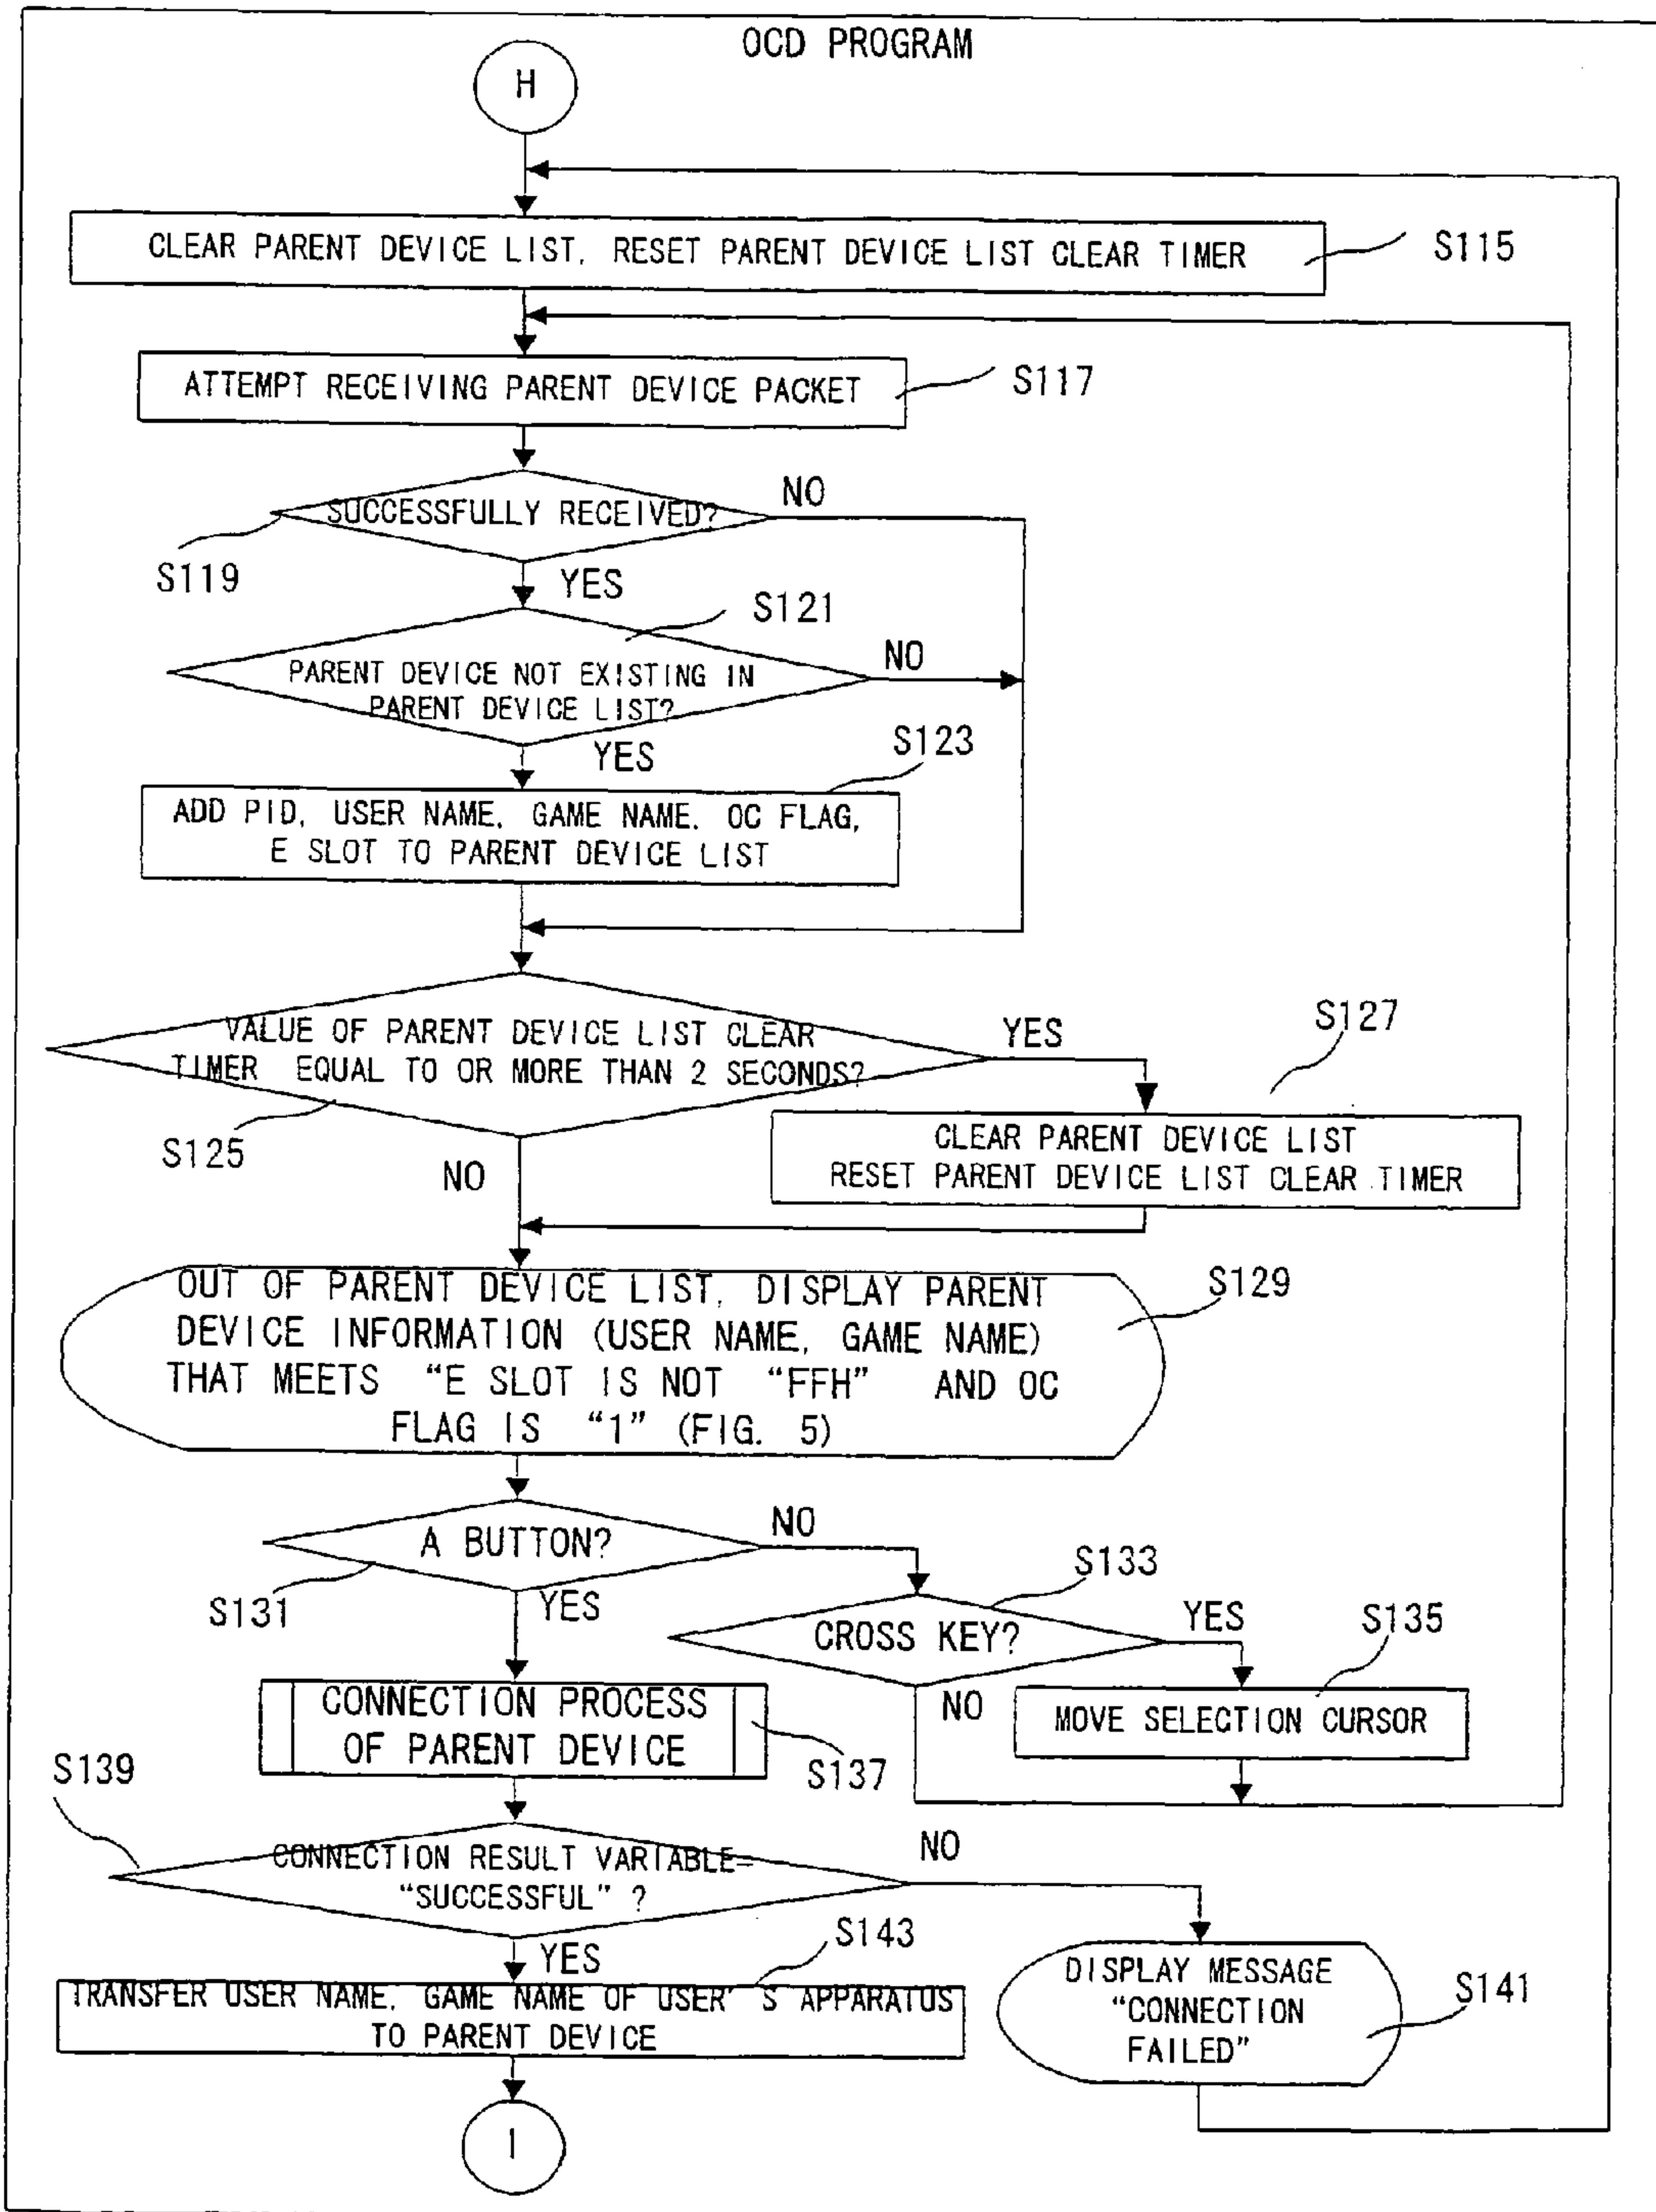 OCD PROGRAM
H
CLEAR PARENT DEVICE LIST, RESET PARENT DEVICE LIST CLEAR TIMER
S115
ATTEMPT RECEIVING PARENT DEVICE PACKET
S117
SUCCESSFULLY RECEIVED?
NO
S119
YES
S121
PARENT DEVICE NOT EXISTING IN
PARENT DEVICE LIST?
NO
YES
S123
ADD PID, USER NAME, GAME NAME, OC FLAG,
E SLOT TO PARENT DEVICE LIST
VALUE OF PARENT DEVICE LIST CLEAR
TIMER EQUAL TO OR MORE THAN 2 SECONDS?
YES
S127
S125
NO
CLEAR PARENT DEVICE LIST
RESET PARENT DEVICE LIST CLEAR TIMER
OUT OF PARENT DEVICE LIST, DISPLAY PARENT
DEVICE INFORMATION (USER NAME, GAME NAME)
THAT MEETS “E SLOT IS NOT “FFH” AND OC
FLAG IS “1” (FIG. 5)
S129
A BUTTON?
NO
S131
YES
S133
CROSS KEY?
YES
S135
NO
MOVE SELECTION CURSOR
CONNECTION PROCESS
OF PARENT DEVICE
S137
S139
CONNECTION RESULT VARIABLE=
“SUCCESSFUL” ?
NO
YES
S143
TRANSFER USER NAME, GAME NAME OF USER’S APPARATUS
TO PARENT DEVICE
DISPLAY MESSAGE
“CONNECTION
FAILED”
S141
I